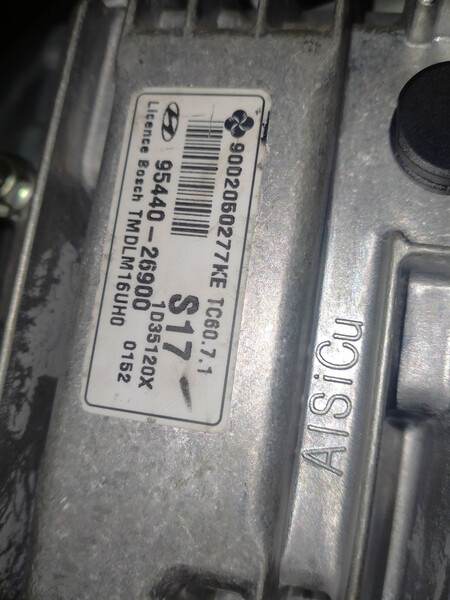 9002050277KE TC60.7.1
S17
95440-26900 1D35120X
Licence Bosch TMDLM16UH0 0152
AlSiCu